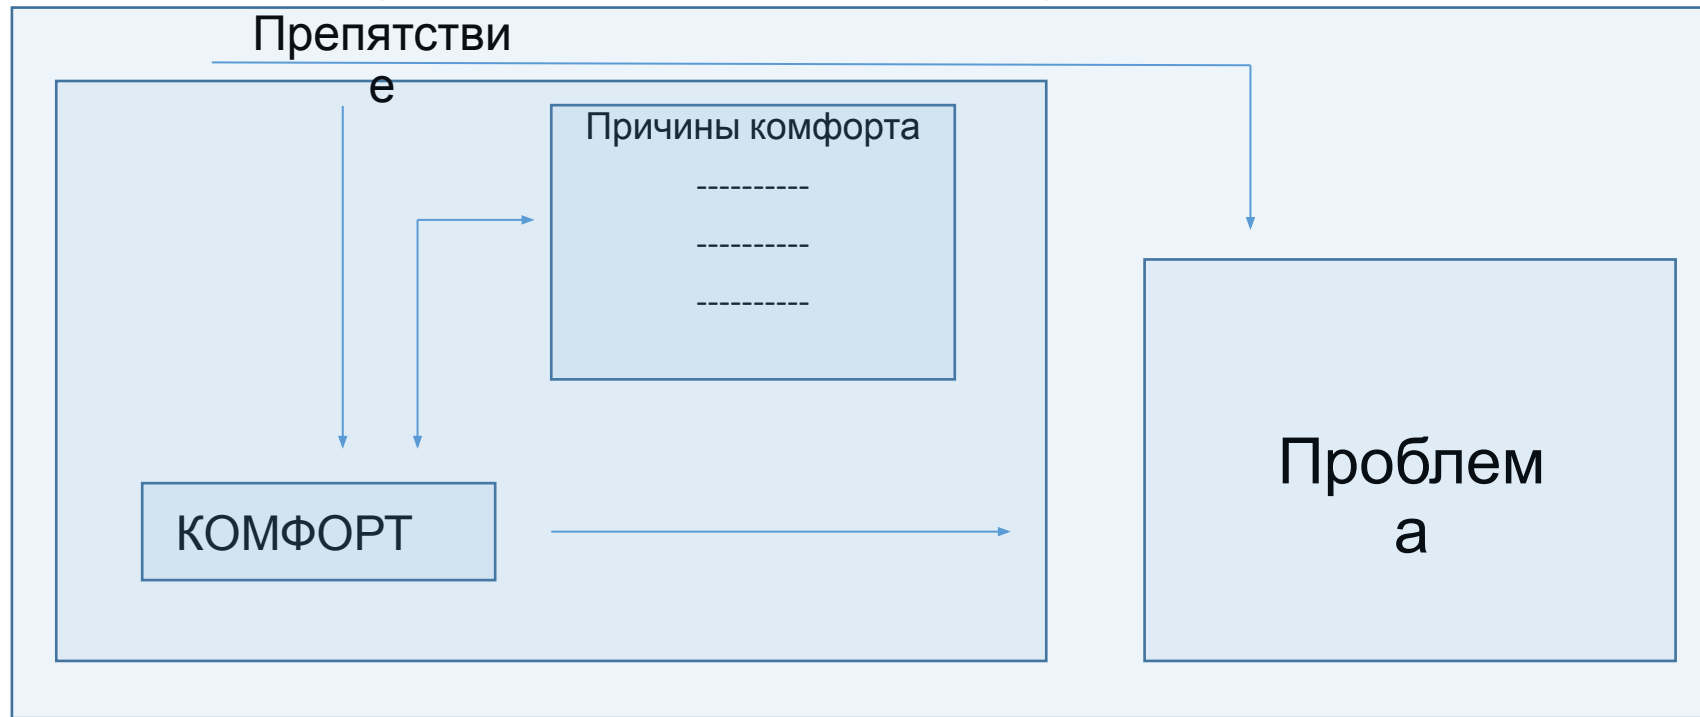 Препятстви
е
Причины комфорта
----------
----------
----------
КОМФОРТ
Проблем
а